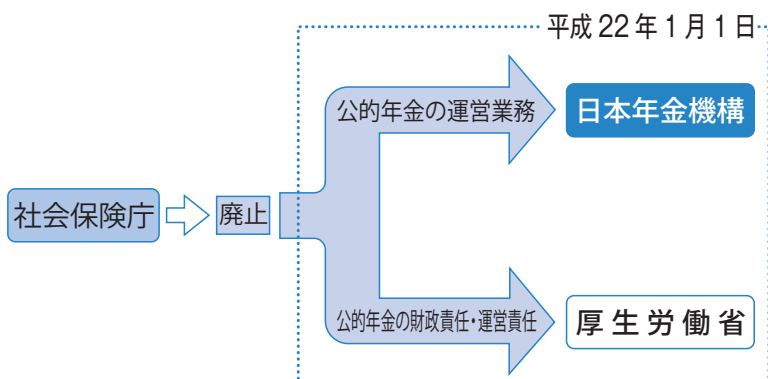 平成 22 年 1 月 1 日
公的年金の運営業務
日本年金機構
社会保険庁
廃止
公的年金の財政責任・運営責任
厚生労働省